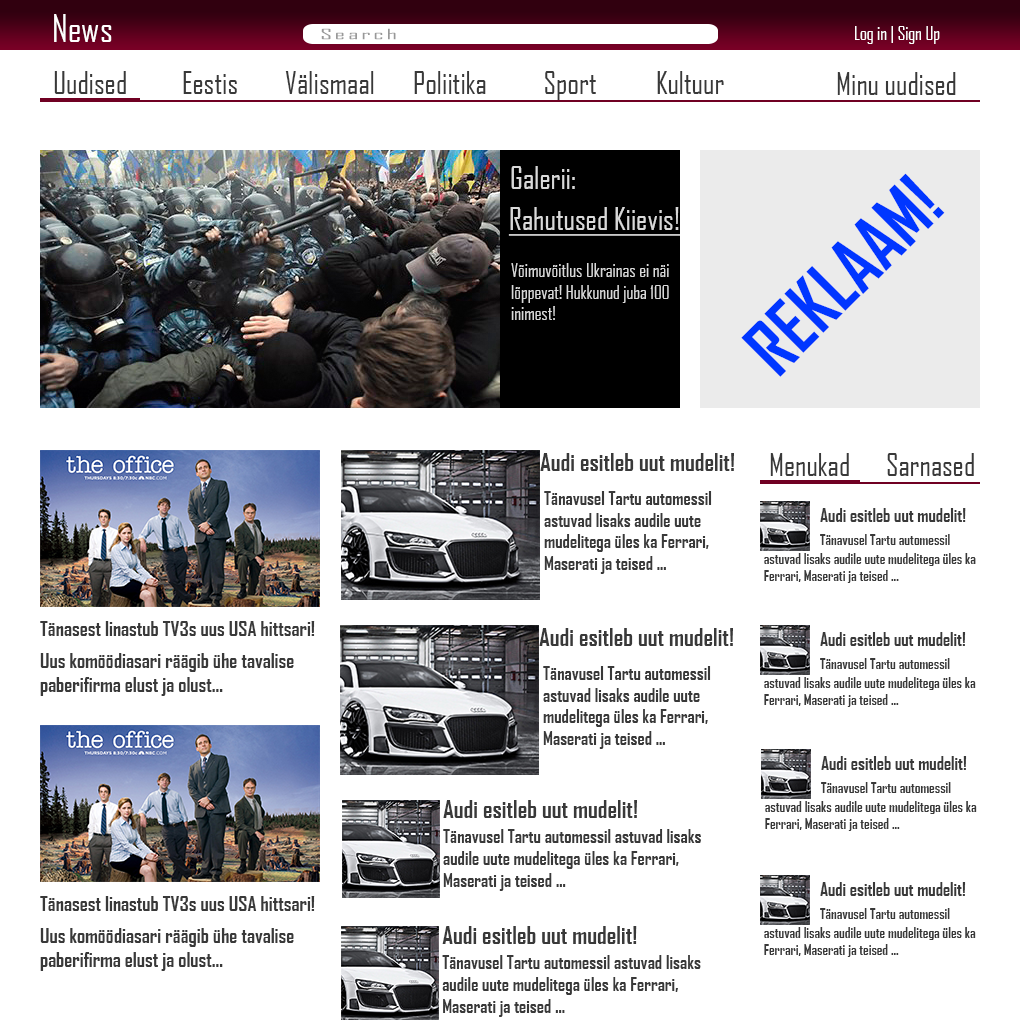 News
Search
Log in | Sign Up
Uudised
Eestis
Välismaal
Poliitika
Sport
Kultuur
Minu uudised
Galerii:
Rahutused Kiievis!
Võimuvõitlus Ukrainas ei näi
lõppevat! Hukkunud juba 100
inimest!
REKLAAM!
the office
THURSDAYS 8:30/7:30c NBC.COM
Tänasest linastub TV3s uus USA hittsari!
Uus komöödiasari räägib ühe tavalise
paberifirma elust ja olust...
the office
THURSDAYS 8:30/7:30c NBC.COM
Tänasest linastub TV3s uus USA hittsari!
Uus komöödiasari räägib ühe tavalise
paberifirma elust ja olust...
Audi esitleb uut mudelit!
Tänavusel Tartu automessil
astuvad lisaks audile uute
mudelitega üles ka Ferrari,
Maserati ja teised ...
Audi esitleb uut mudelit!
Tänavusel Tartu automessil
astuvad lisaks audile uute
mudelitega üles ka Ferrari,
Maserati ja teised ...
Audi esitleb uut mudelit!
Tänavusel Tartu automessil astuvad lisaks
audile uute mudelitega üles ka Ferrari,
Maserati ja teised ...
Audi esitleb uut mudelit!
Tänavusel Tartu automessil astuvad lisaks
audile uute mudelitega üles ka Ferrari,
Maserati ja teised ...
Menukad
Sarnased
Audi esitleb uut mudelit!
Tänavusel Tartu automessil
astuvad lisaks audile uute mudelitega üles ka
Ferrari, Maserati ja teised ...
Audi esitleb uut mudelit!
Tänavusel Tartu automessil
astuvad lisaks audile uute mudelitega üles ka
Ferrari, Maserati ja teised ...
Audi esitleb uut mudelit!
Tänavusel Tartu automessil
astuvad lisaks audile uute mudelitega üles ka
Ferrari, Maserati ja teised ...
Audi esitleb uut mudelit!
Tänavusel Tartu automessil
astuvad lisaks audile uute mudelitega üles ka
Ferrari, Maserati ja teised ...